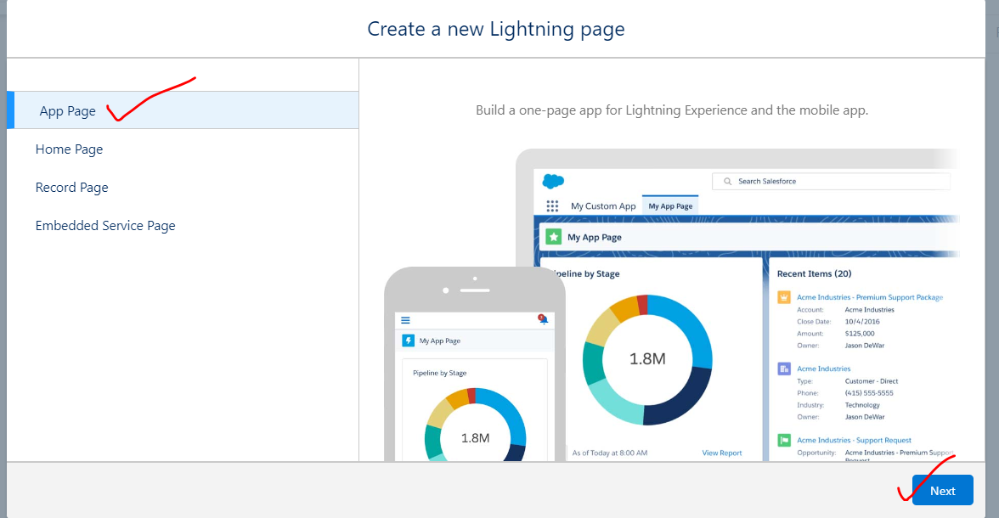 Create a new Lightning page
App Page
Home Page
Record Page
Embedded Service Page
Build a one-page app for Lightning Experience and the mobile app.
Search Salesforce
My Custom App
My App Page
My App Page
Pipeline by Stage
1.8M
As of Today at 8:00 AM
View Report
Recent Items (20)
Acme Industries - Premium Support Package
Account: Acme Industries
Close Date: 10/4/2016
Amount: $125,000
Owner: Jason DeWar
Acme Industries
Type: Customer - Direct
Phone: (415) 555-5555
Industry: Technology
Owner: Jason DeWar
Acme Industries - Support Request
Opportunity: Acme Industries - Premium Support
Request
My App Page
Pipeline by Stage
1.8M
Next